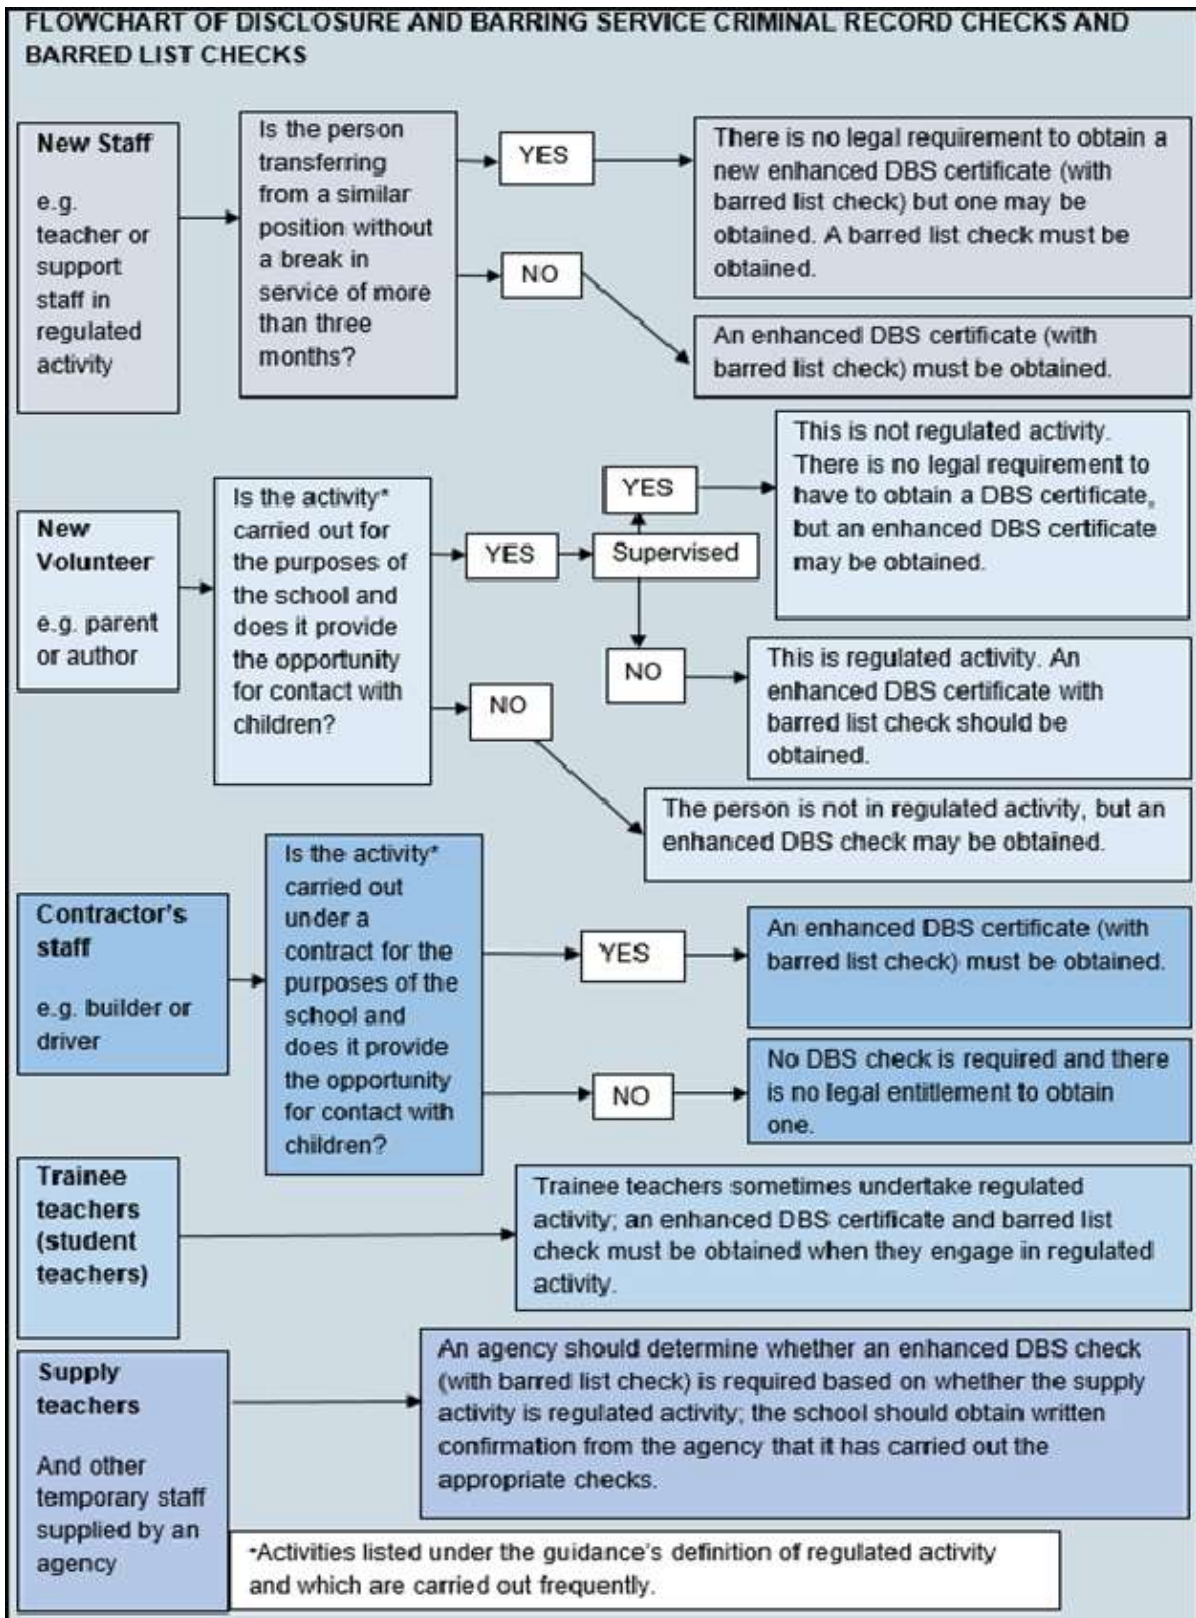 FLOWCHART OF DISCLOSURE AND BARRING SERVICE CRIMINAL RECORD CHECKS AND
BARRED LIST CHECKS
New Staff
e.g.
teacher or
support
staff in
regulated
activity
Is the person
transferring
from a similar
position without
a break in
service of more
than three
months?
YES
NO
There is no legal requirement to obtain a
new enhanced DBS certificate (with
barred list check) but one may be
obtained. A barred list check must be
obtained.
An enhanced DBS certificate (with
barred list check) must be obtained.
New
Volunteer
e.g. parent
or author
Is the activity*
carried out for
the purposes of
the school and
does it provide
the opportunity
for contact with
children?
YES
NO
Supervised
YES
NO
This is not regulated activity.
There is no legal requirement to
have to obtain a DBS certificate,
but an enhanced DBS certificate
may be obtained.
This is regulated activity. An
enhanced DBS certificate with
barred list check should be
obtained.
The person is not in regulated activity, but an
enhanced DBS check may be obtained.
Contractor's
staff
e.g. builder or
driver
Is the activity*
carried out
under a
contract for the
purposes of the
school and
does it provide
the opportunity
for contact with
children?
YES
NO
An enhanced DBS certificate (with
barred list check) must be obtained.
No DBS check is required and there
is no legal entitlement to obtain
one.
Trainee
teachers
(student
teachers)
Trainee teachers sometimes undertake regulated
activity; an enhanced DBS certificate and barred list
check must be obtained when they engage in regulated
activity.
Supply
teachers
And other
temporary staff
supplied by an
agency
An agency should determine whether an enhanced DBS check
(with barred list check) is required based on whether the supply
activity is regulated activity; the school should obtain written
confirmation from the agency that it has carried out the
appropriate checks.
*Activities listed under the guidance's definition of regulated activity
and which are carried out frequently.